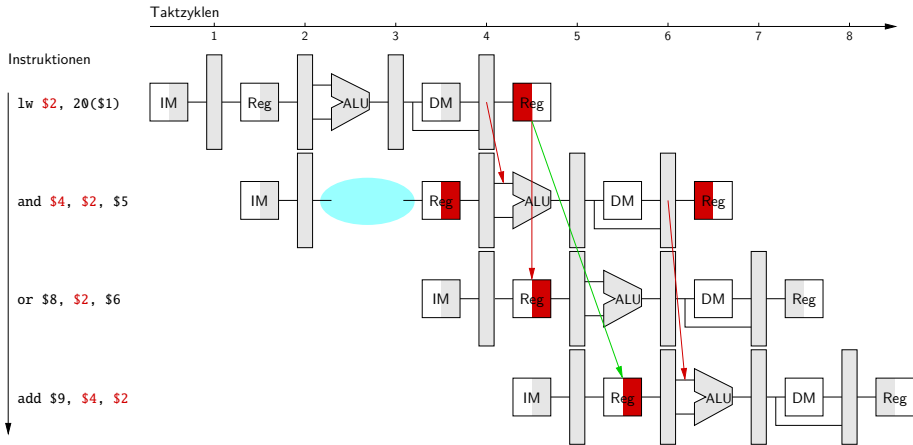 Taktzyklen
1 2 3 4 5 6 7 8
Instruktionen
lw $2, 20($1) IM Reg ALU DM Reg
and $4, $2, $5 IM Reg ALU DM Reg
or $8, $2, $6 IM Reg ALU DM Reg
add $9, $4, $2 IM Reg ALU DM Reg